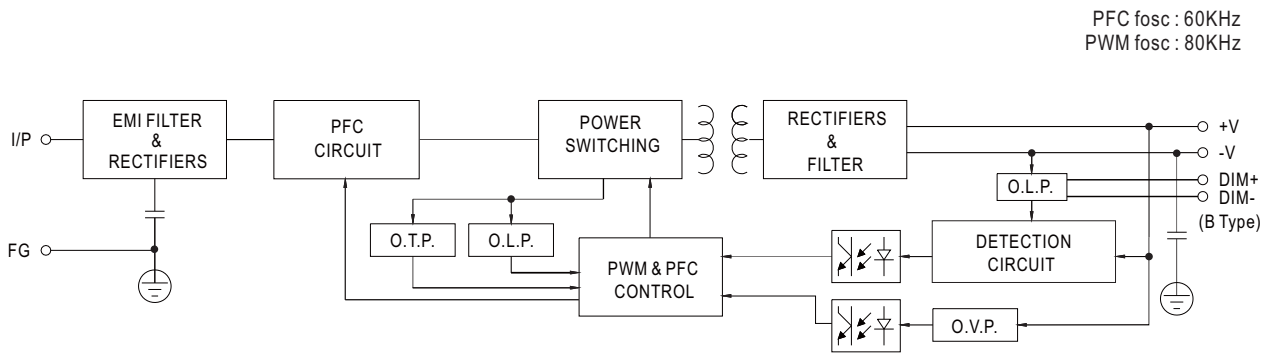 PFC fosc : 60KHz
PWM fosc : 80KHz
I/P
EMI FILTER
&
RECTIFIERS
PFC
CIRCUIT
POWER
SWITCHING
RECTIFIERS
&
FILTER
+V
-V
DIM+
DIM-
(B Type)
O.L.P.
FG
O.T.P.
O.L.P.
PWM & PFC
CONTROL
DETECTION
CIRCUIT
O.V.P.